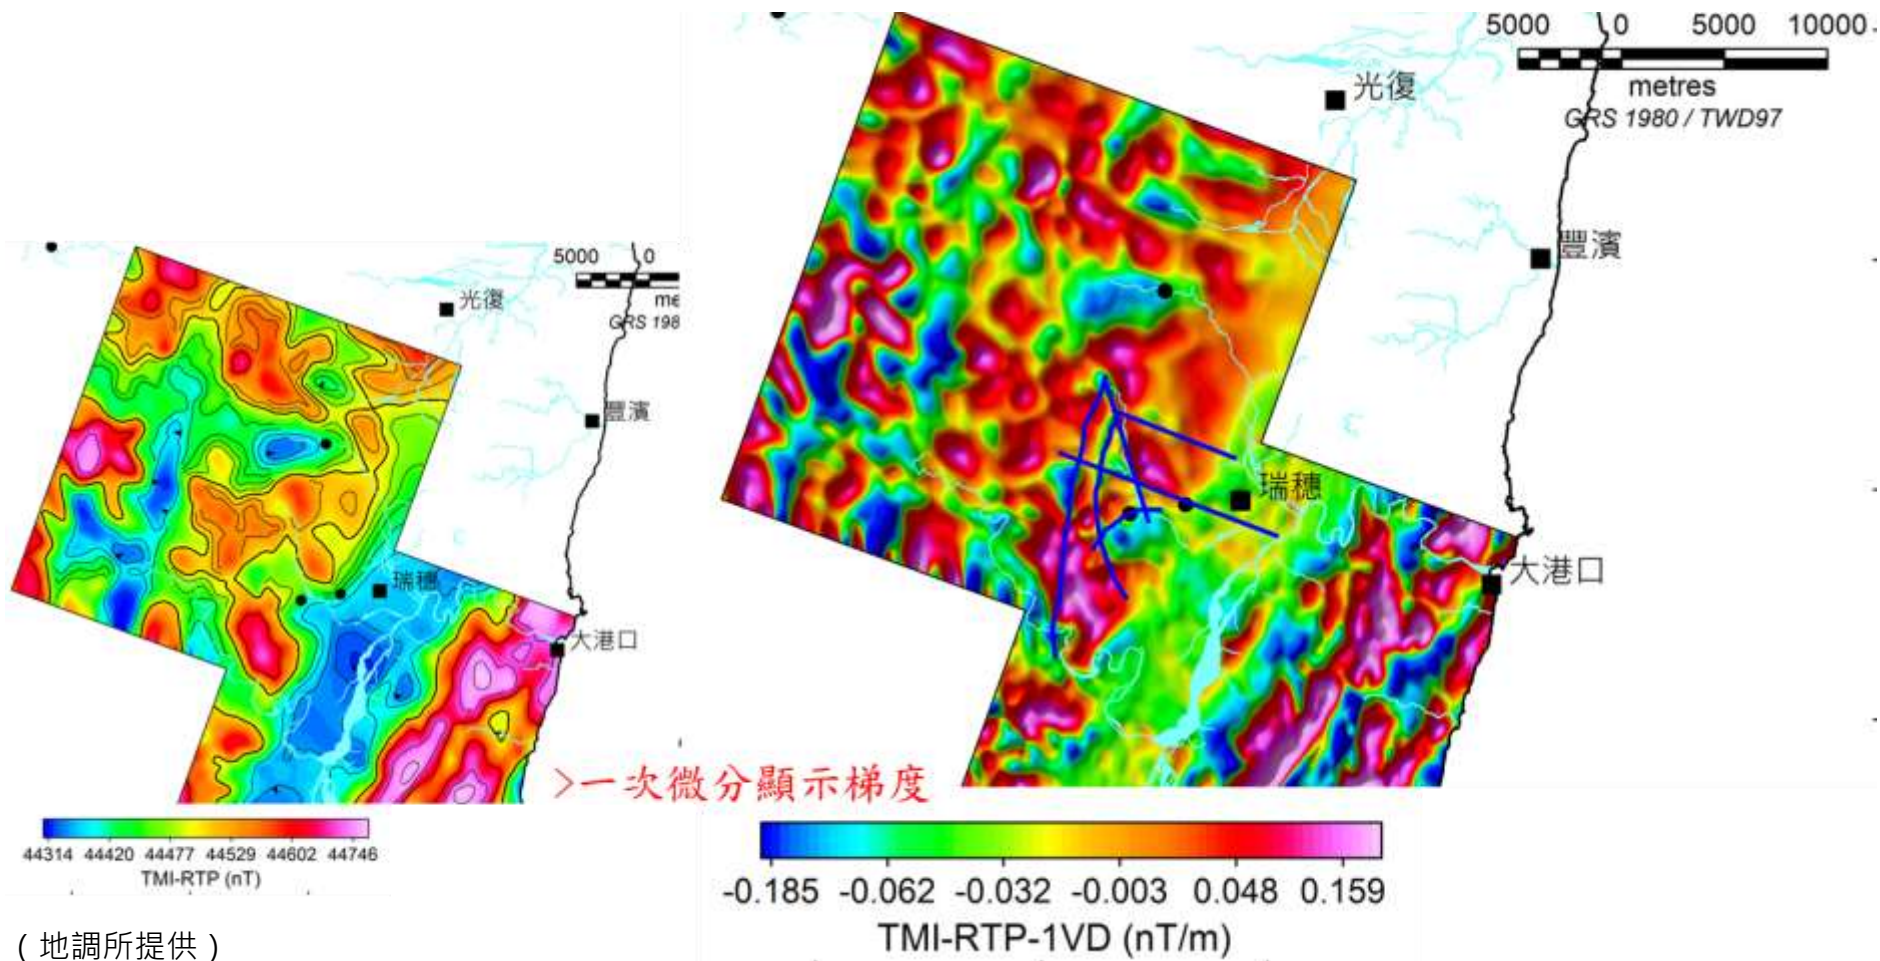 5000 0 5000 10000
metres
GRS 1980 / TWD97
光復
豐濱
瑞穗
大港口
5000 0
me
GRS 198
光復
豐濱
瑞穗
大港口
>一次微分顯示梯度
44314 44420 44477 44529 44602 44746
TMI-RTP (nT)
-0.185 -0.062 -0.032 -0.003 0.048 0.159
TMI-RTP-1VD (nT/m)
(地調所提供)